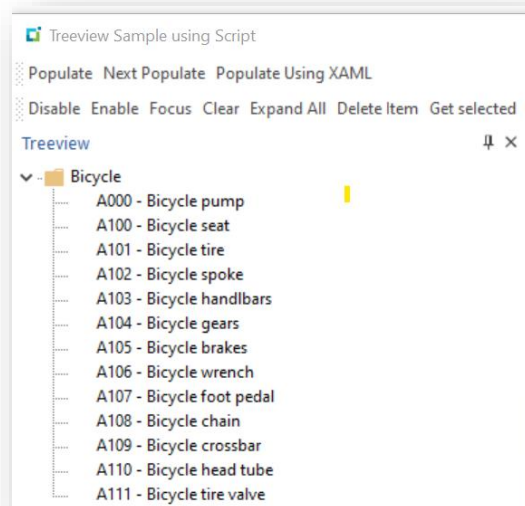 Treeview Sample using Script
Populate Next Populate Populate Using XAML
Disable Enable Focus Clear Expand All Delete Item Get selected
Treeview
Bicycle
A000 - Bicycle pump
A100 - Bicycle seat
A101 - Bicycle tire
A102 - Bicycle spoke
A103 - Bicycle handlbars
A104 - Bicycle gears
A105 - Bicycle brakes
A106 - Bicycle wrench
A107 - Bicycle foot pedal
A108 - Bicycle chain
A109 - Bicycle crossbar
A110 - Bicycle head tube
A111 - Bicycle tire valve